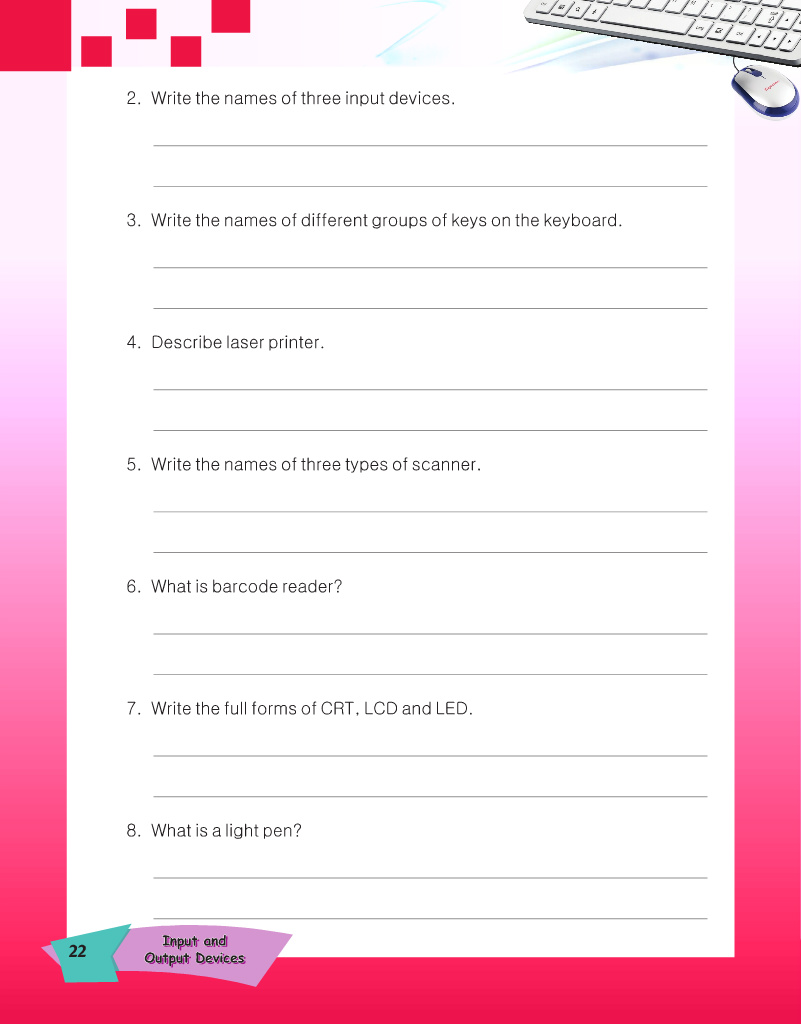 2. Write the names of three input devices.
3. Write the names of different groups of keys on the keyboard.
4. Describe laser printer.
5. Write the names of three types of scanner.
6. What is barcode reader?
7. Write the full forms of CRT, LCD and LED.
8. What is a light pen?
22
Input and
Output Devices